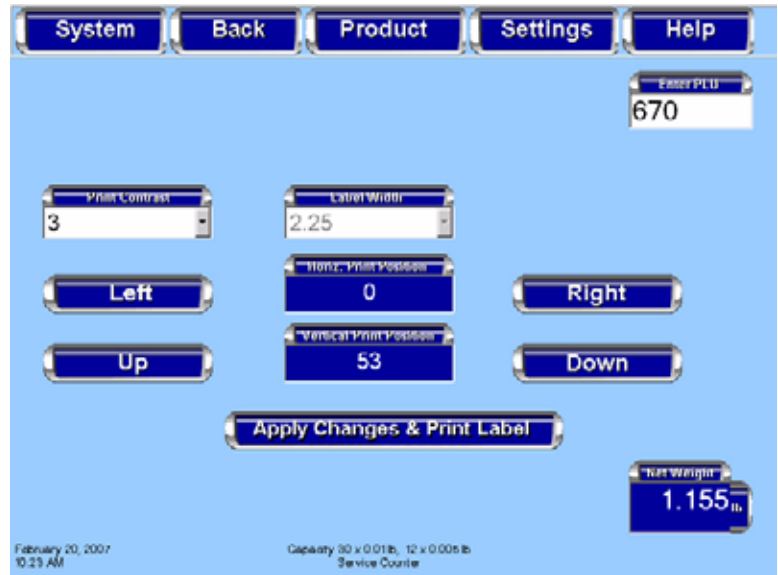 System Back Product Settings Help
Enter PLU
670
Print Contrast Label Width
3 2.25
Horiz. Print Position
Left 0 Right
Vertical Print Position
Up 53 Down
Apply Changes & Print Label
Net Weight
1.155 lb
February 20, 2007 Capacity 30 x 0.01 lb, 12 x 0.005 lb
10:23 AM Service Counter